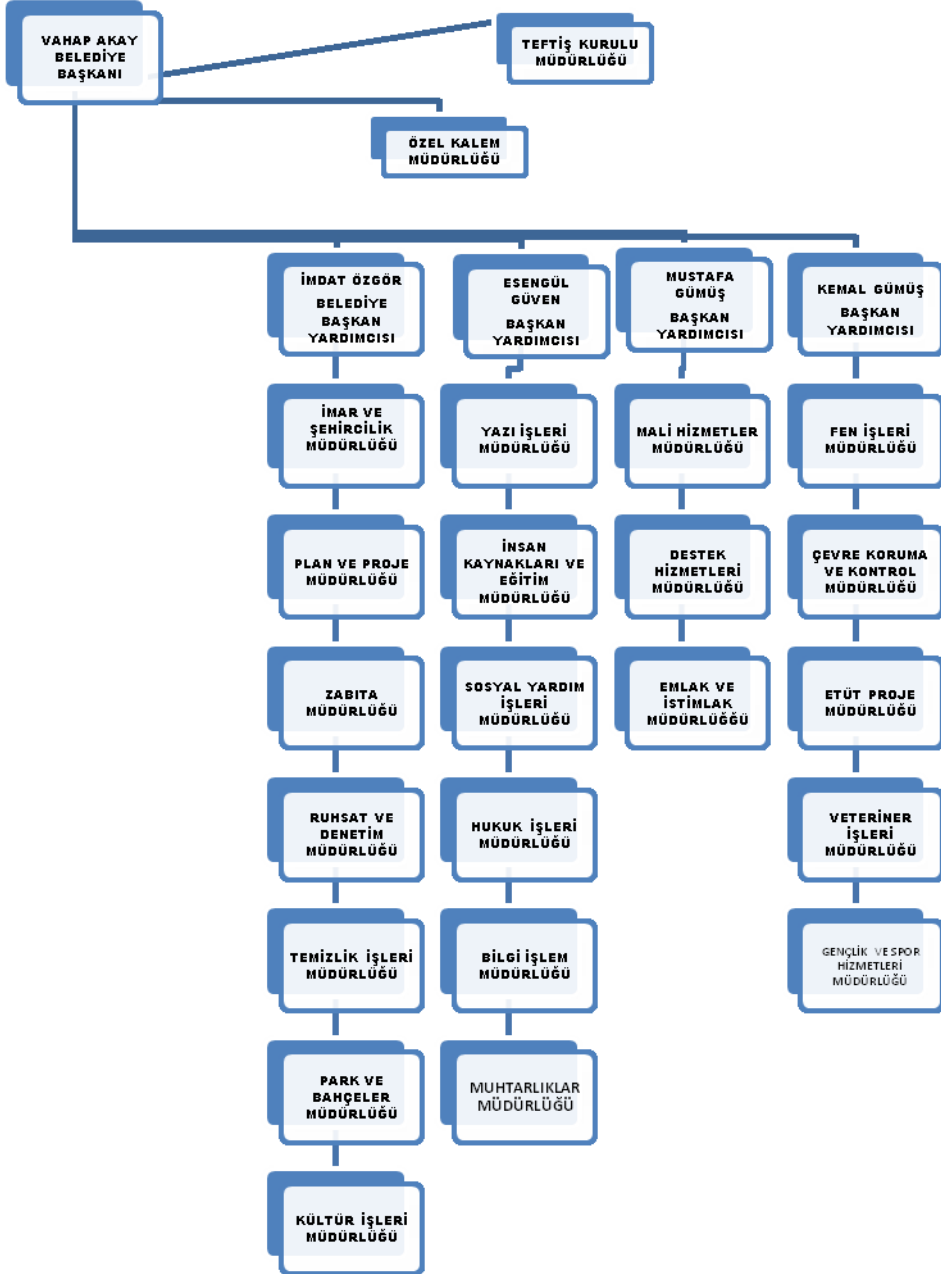 VAHAP AKAY
BELEDİYE
BAŞKANI
TEFTİŞ KURULU
MÜDÜRLÜĞÜ
ÖZEL KALEM
MÜDÜRLÜĞÜ
İMDAT ÖZGÖR
BELEDİYE
BAŞKAN
YARDIMCISI
İMAR VE
ŞEHİRCİLİK
MÜDÜRLÜĞÜ
PLAN VE PROJE
MÜDÜRLÜĞÜ
ZABITA
MÜDÜRLÜĞÜ
RUHSAT VE
DENETİM
MÜDÜRLÜĞÜ
TEMİZLİK İŞLERİ
MÜDÜRLÜĞÜ
PARK VE
BAHÇELER
MÜDÜRLÜĞÜ
KÜLTÜR İŞLERİ
MÜDÜRLÜĞÜ
ESENGÜL
GÜVEN
BAŞKAN
YARDIMCISI
YAZI İŞLERİ
MÜDÜRLÜĞÜ
İNSAN
KAYNAKLARI VE
EĞİTİM
MÜDÜRLÜĞÜ
SOSYAL YARDIM
İŞLERİ
MÜDÜRLÜĞÜ
HUKUK İŞLERİ
MÜDÜRLÜĞÜ
BİLGİ İŞLEM
MÜDÜRLÜĞÜ
MUHTARLIKLAR
MÜDÜRLÜĞÜ
MUSTAFA
GÜMÜŞ
BAŞKAN
YARDIMCISI
MALİ HİZMETLER
MÜDÜRLÜĞÜ
DESTEK
HİZMETLERİ
MÜDÜRLÜĞÜ
EMLAK VE
İSTİMLAK
MÜDÜRLÜĞĞÜ
KEMAL GÜMÜŞ
BAŞKAN
YARDIMCISI
FEN İŞLERİ
MÜDÜRLÜĞÜ
ÇEVRE KORUMA
VE KONTROL
MÜDÜRLÜĞÜ
ETÜT PROJE
MÜDÜRLÜĞÜ
VETERİNER
İŞLERİ
MÜDÜRLÜĞÜ
GENÇLİK VE SPOR
HİZMETLERİ
MÜDÜRLÜĞÜ